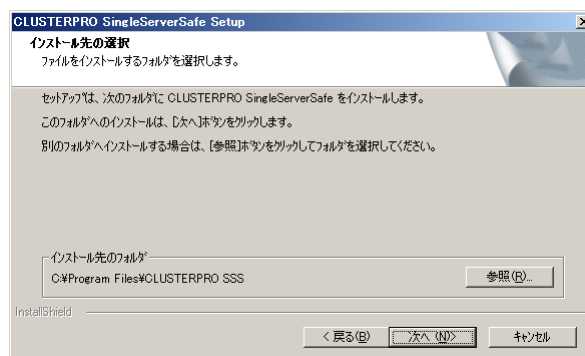 CLUSTERPRO SingleServerSafe Setup
インストール先の選択
ファイルをインストールするフォルダを選択します。
セットアップは、次のフォルダに CLUSTERPRO SingleServerSafe をインストールします。
このフォルダへのインストールは、[次へ]ボタンをクリックします。
別のフォルダへインストールする場合は、[参照]ボタンをクリックしてフォルダを選択してください。
インストール先のフォルダ
C:¥Program Files¥CLUSTERPRO SSS
参照(R)...
InstallShield
< 戻る(B)
次へ (N)>
キャンセル